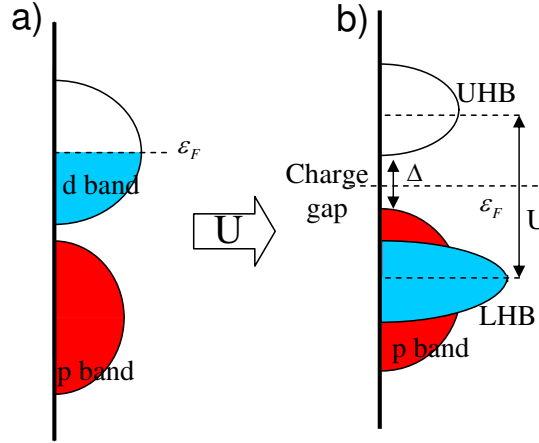 a)
ε_F
d band
p band
U
b)
UHB
Charge
gap
Δ
ε_F
U
LHB
p band